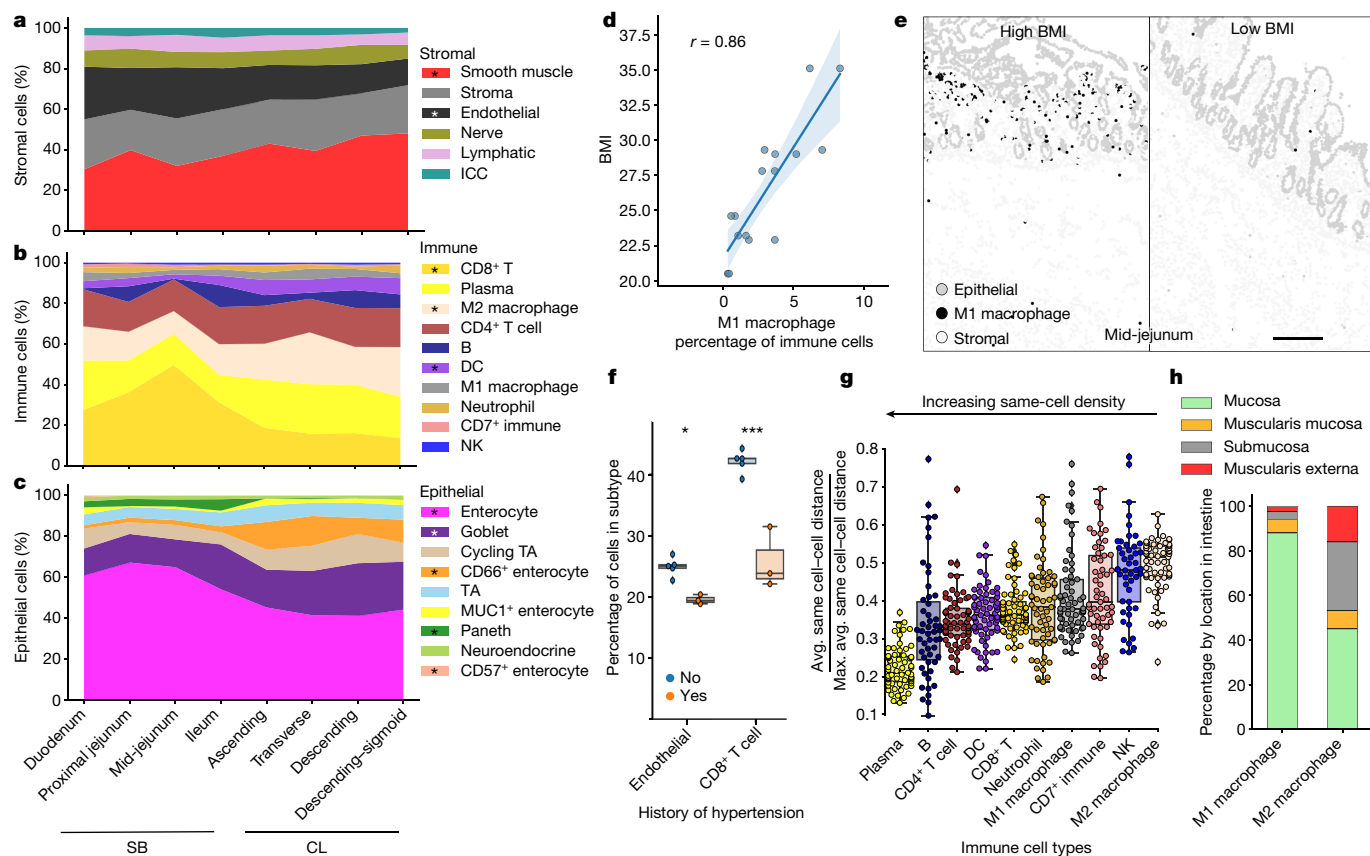 a
100
80
60
40
20
0
Stromal cells (%)
Stromal
* Smooth muscle
Stroma
* Endothelial
Nerve
Lymphatic
ICC
b
100
80
60
40
20
0
Immune cells (%)
Immune
* CD8+ T
Plasma
* M2 macrophage
CD4+ T cell
B
* DC
M1 macrophage
Neutrophil
CD7+ immune
NK
c
100
80
60
40
20
0
Epithelial cells (%)
Epithelial
* Enterocyte
* Goblet
Cycling TA
* CD66+ enterocyte
TA
MUC1+ enterocyte
* Paneth
Neuroendocrine
* CD57+ enterocyte
Duodenum
Proximal jejunum
Mid-jejunum
Ileum
Ascending
Transverse
Descending
Descending-sigmoid
SB
CL
d
r = 0.86
37.5
35.0
32.5
30.0
27.5
25.0
22.5
20.0
BMI
0
5
10
M1 macrophage
percentage of immune cells
e
High BMI
Low BMI
Epithelial
M1 macrophage
Stromal
Mid-jejunum
f
*
***
40
30
20
10
Percentage of cells in subtype
No
Yes
Endothelial
CD8+ T cell
History of hypertension
g
Increasing same-cell density
0.8
0.7
0.6
0.5
0.4
0.3
0.2
0.1
Avg. same cell–cell distance
Max. avg. same cell–cell distance
Plasma
B
CD4+ T cell
DC
CD8+ T
Neutrophil
M1 macrophage
CD7+ immune
NK
M2 macrophage
Immune cell types
h
Mucosa
Muscularis mucosa
Submucosa
Muscularis externa
100
80
60
40
20
0
Percentage by location in intestine
M1 macrophage
M2 macrophage